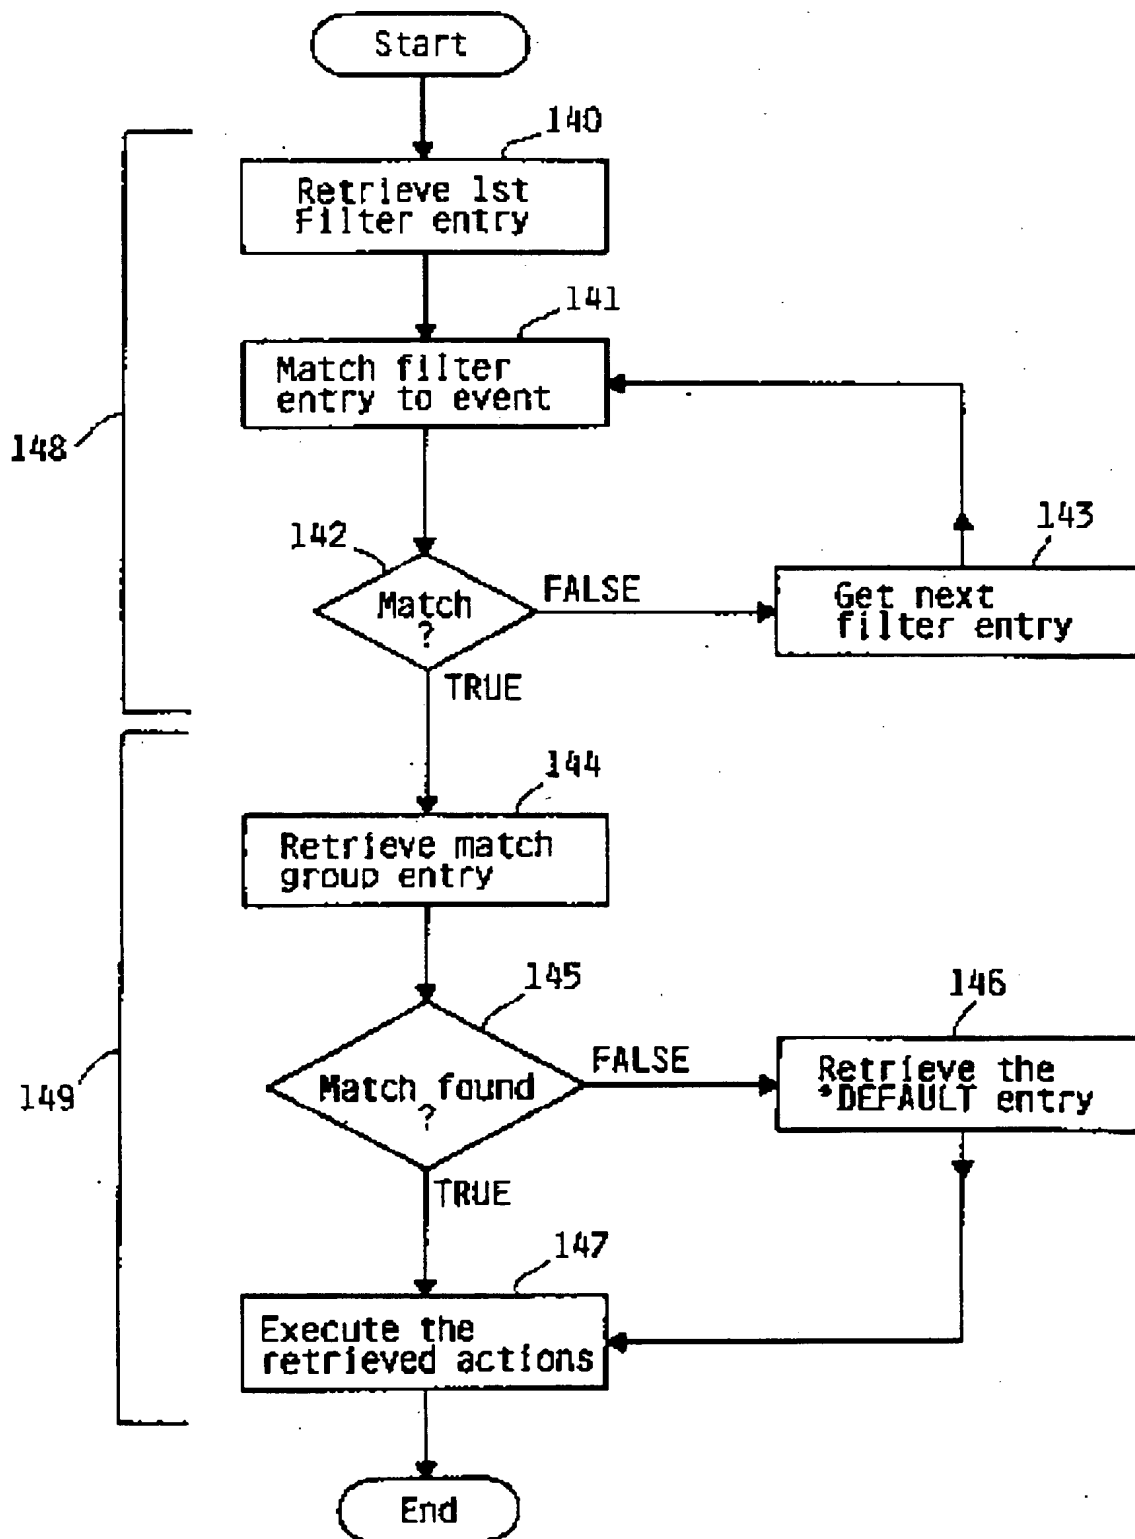 Start
140
Retrieve 1st
Filter entry
141
Match filter
entry to event
148
142
Match
?
FALSE
143
Get next
filter entry
TRUE
144
Retrieve match
group entry
145
Match found
?
FALSE
146
Retrieve the
*DEFAULT entry
149
TRUE
147
Execute the
retrieved actions
End